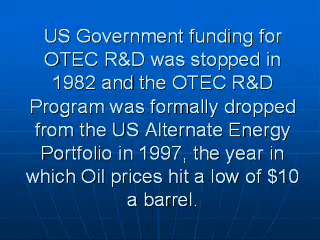 US Government funding for
OTEC R&D was stopped in
1982 and the OTEC R&D
Program was formally dropped
from the US Alternate Energy
Portfolio in 1997, the year in
which Oil prices hit a low of $10
a barrel.